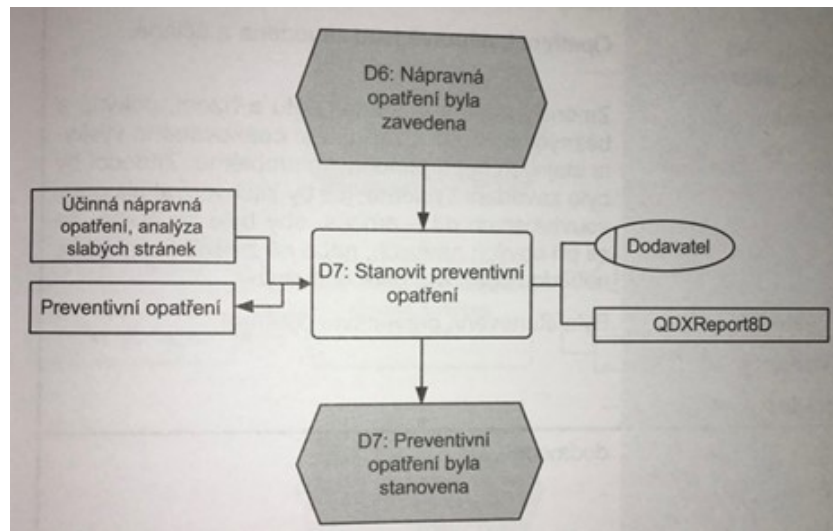 D6: Nápravná
opatření byla
zavedena
Účinná nápravná
opatření, analýza
slabých stránek
Preventivní opatření
D7: Stanovit preventivní
opatření
Dodavatel
QDXReport8D
D7: Preventivní
opatření byla
stanovena